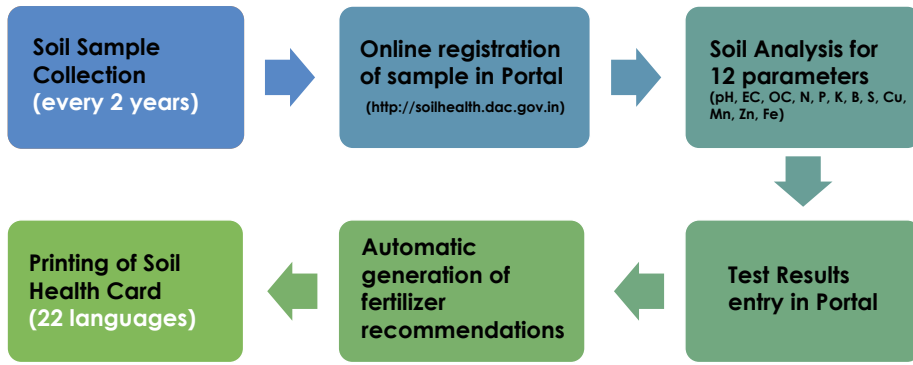 Soil Sample
Collection
(every 2 years)
Online registration
of sample in Portal
(http://soilhealth.dac.gov.in)
Soil Analysis for
12 parameters
(pH, EC, OC, N, P, K, B, S, Cu,
Mn, Zn, Fe)
Test Results
entry in Portal
Automatic
generation of
fertilizer
recommendations
Printing of Soil
Health Card
(22 languages)